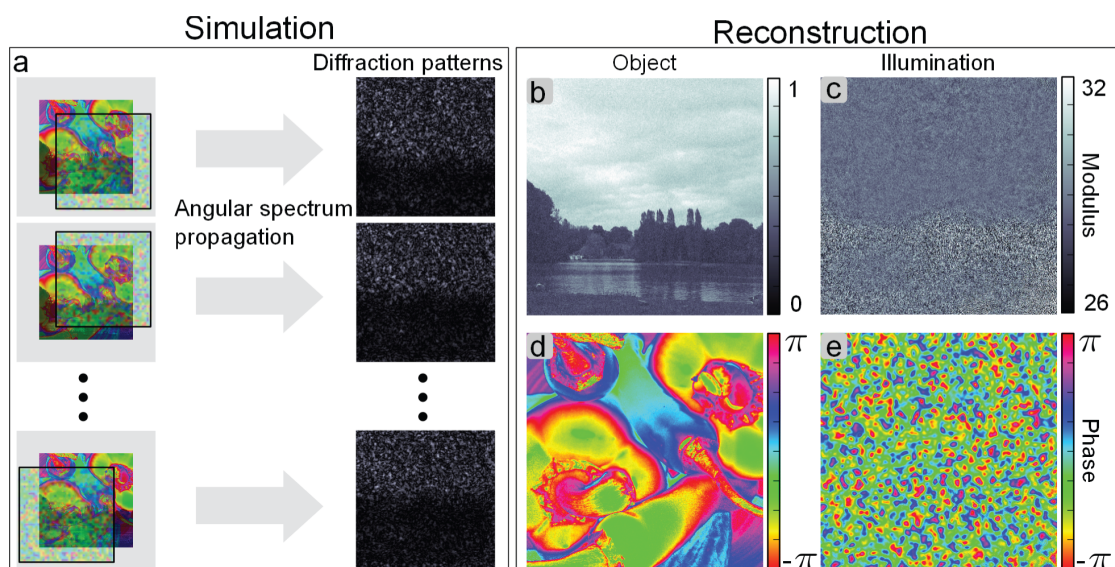 Simulation
Reconstruction
a
Diffraction patterns
Angular spectrum
propagation
Object
Illumination
b
1
0
c
32
26
Modulus
d
π
-π
e
π
-π
Phase